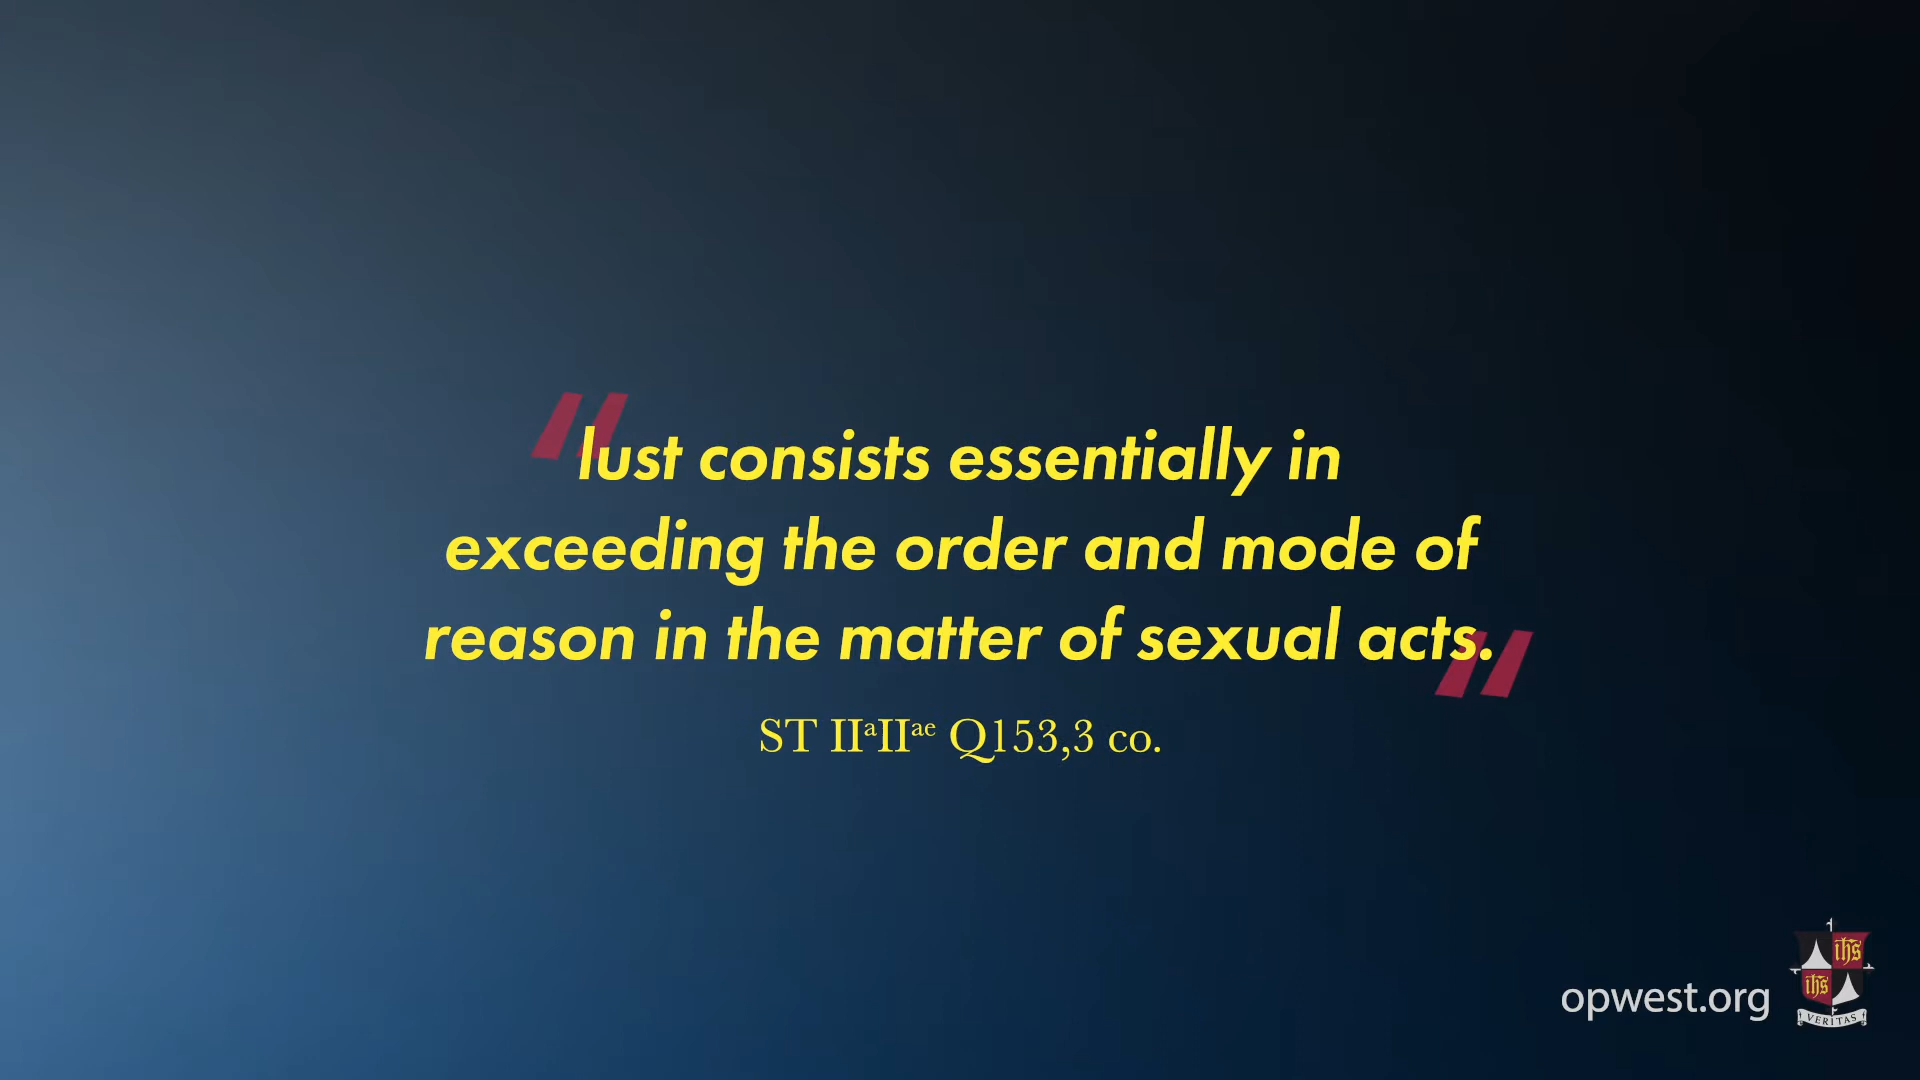 "lust consists essentially in
exceeding the order and mode of
reason in the matter of sexual acts."
ST IIªIIªᵉ Q153,3 co.
opwest.org
ihs
ihs
VERITAS